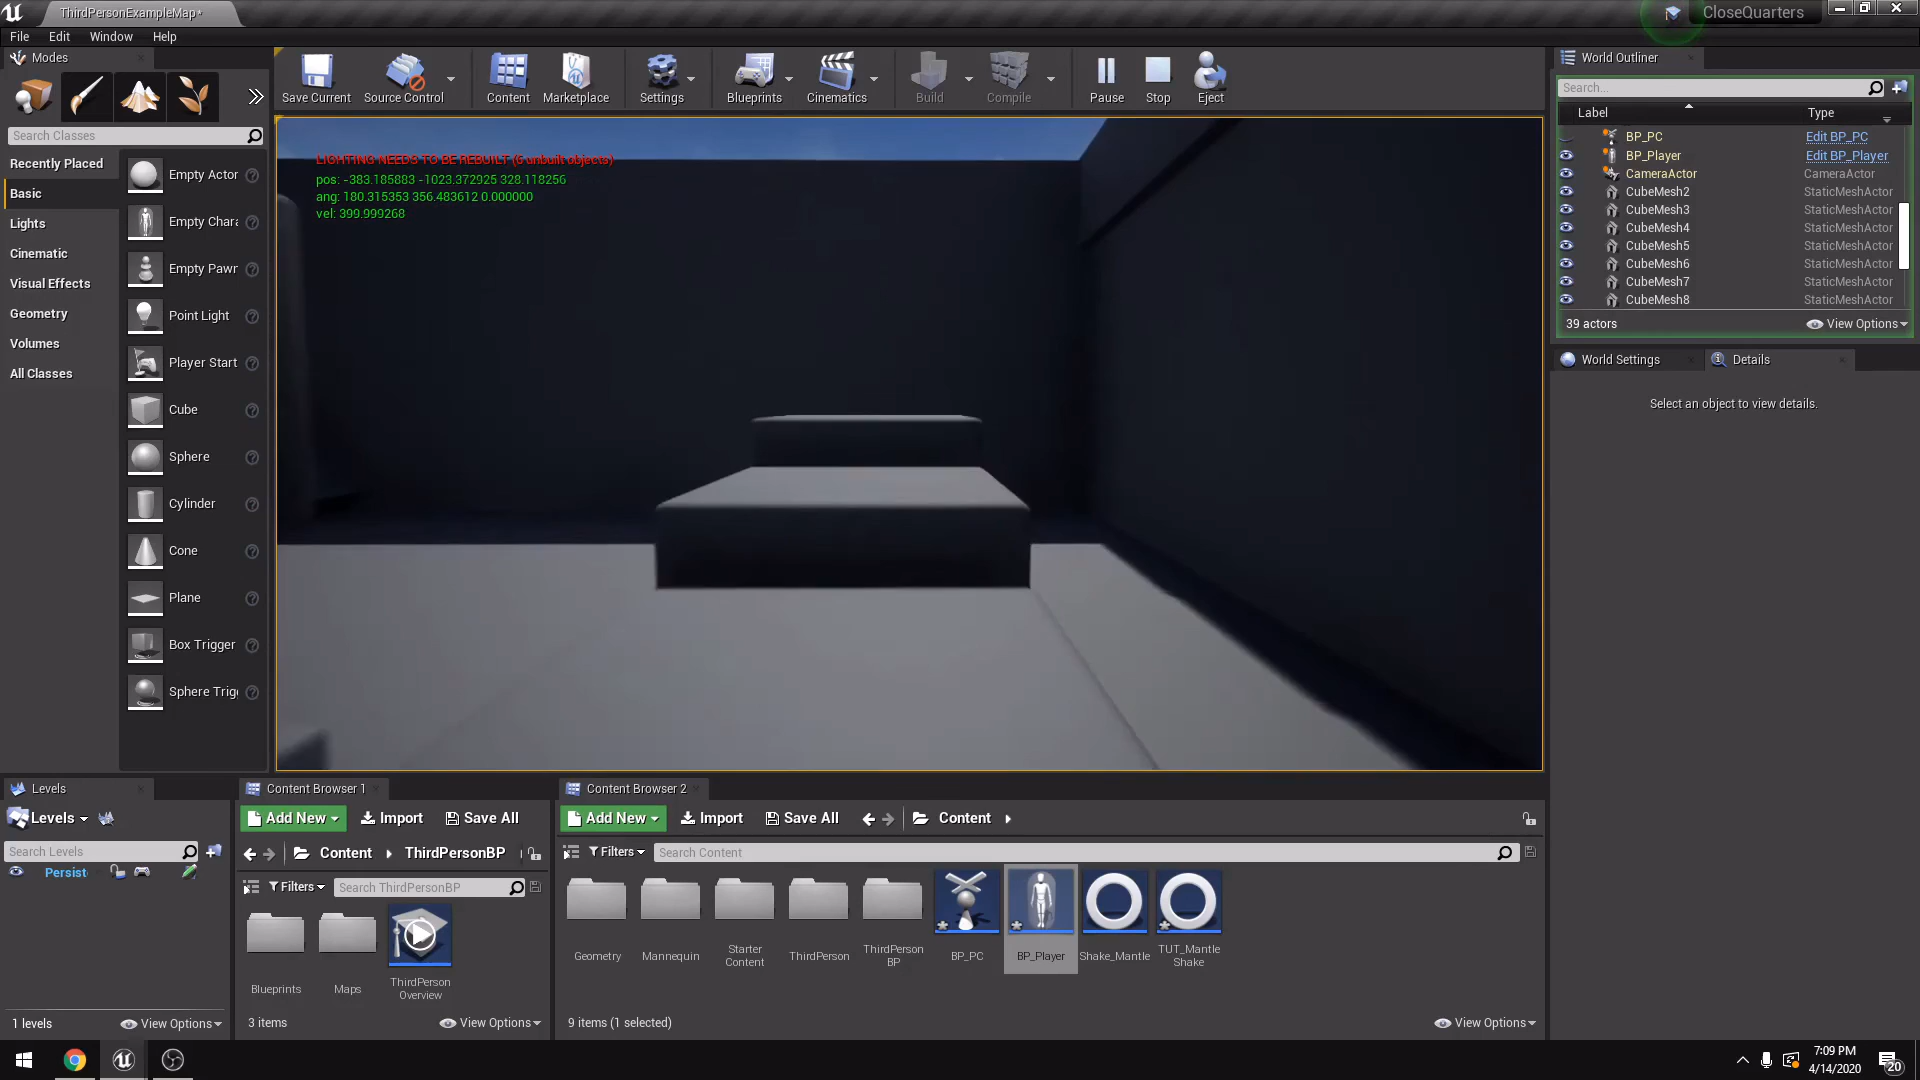 ThirdPersonExampleMap*
CloseQuarters
File Edit Window Help
Modes
Save Current
Source Control
Content
Marketplace
Settings
Blueprints
Cinematics
Build
Compile
Pause
Stop
Eject
Search Classes
Recently Placed
Basic
Lights
Cinematic
Visual Effects
Geometry
Volumes
All Classes
Empty Actor
Empty Chara
Empty Pawn
Point Light
Player Start
Cube
Sphere
Cylinder
Cone
Plane
Box Trigger
Sphere Trig
LIGHTING NEEDS TO BE REBUILT (6 unbuilt objects)
pos: -383.185883 -1023.372925 328.118256
ang: 180.315353 356.483612 0.000000
vel: 399.999268
World Outliner
Search...
Label Type
BP_PC Edit BP_PC
BP_Player Edit BP_Player
CameraActor CameraActor
CubeMesh2 StaticMeshActor
CubeMesh3 StaticMeshActor
CubeMesh4 StaticMeshActor
CubeMesh5 StaticMeshActor
CubeMesh6 StaticMeshActor
CubeMesh7 StaticMeshActor
CubeMesh8 StaticMeshActor
39 actors View Options
World Settings Details
Select an object to view details.
Levels
Levels
Search Levels
Persist
1 levels View Options
Content Browser 1
Add New Import Save All
Content ThirdPersonBP
Filters Search ThirdPersonBP
Blueprints
Maps
ThirdPerson
Overview
3 items View Options
Content Browser 2
Add New Import Save All Content
Filters Search Content
Geometry
Mannequin
Starter
Content
ThirdPerson
ThirdPerson
BP
BP_PC
BP_Player
Shake_Mantle
TUT_Mantle
Shake
9 items (1 selected) View Options
7:09 PM
4/14/2020
20